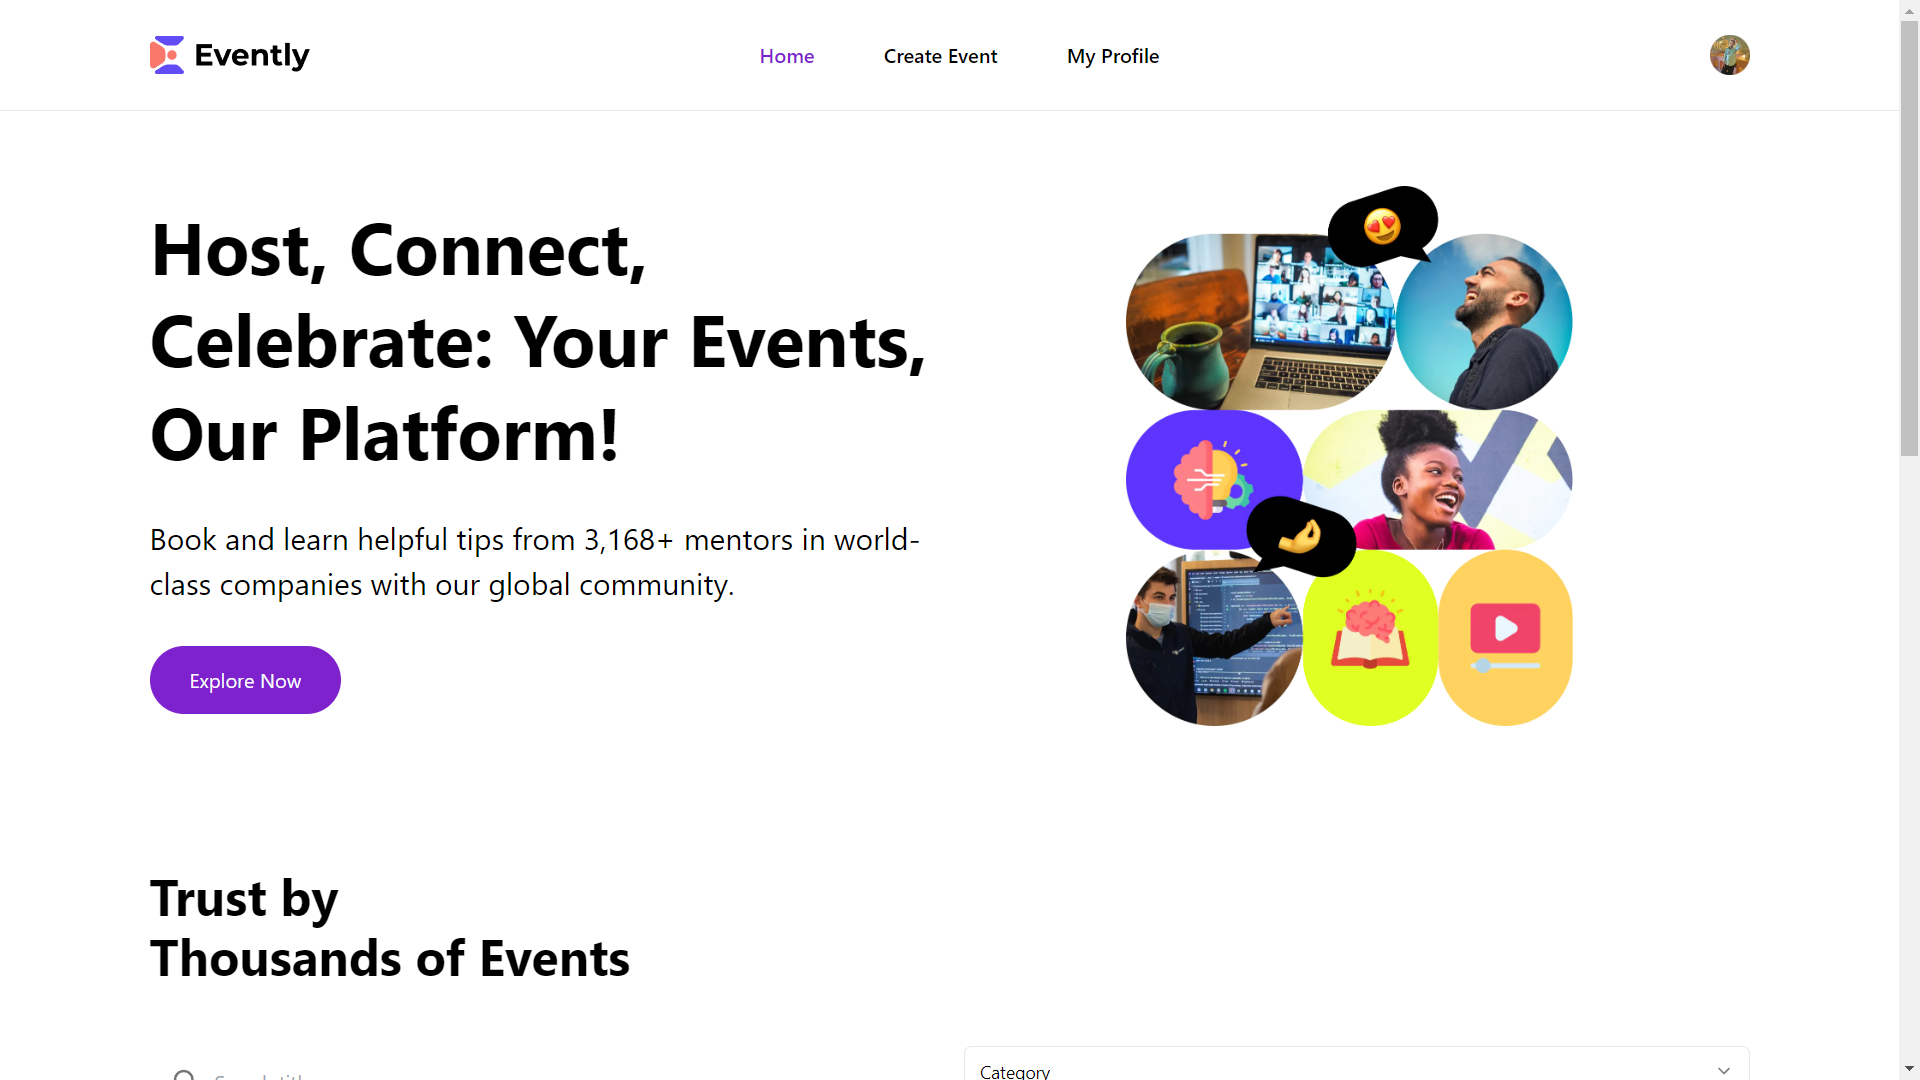 Evently
Home
Create Event
My Profile
Host, Connect,
Celebrate: Your Events,
Our Platform!
Book and learn helpful tips from 3,168+ mentors in world-
class companies with our global community.
Explore Now
Trust by
Thousands of Events
Category